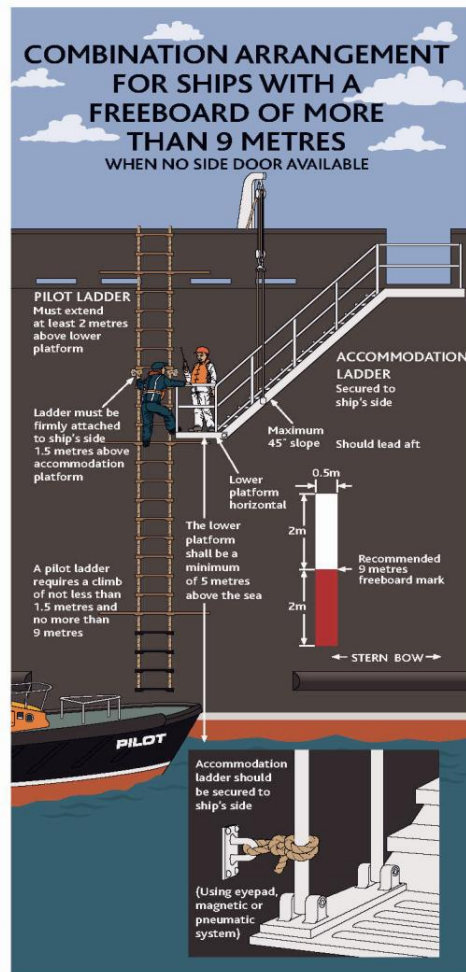 COMBINATION ARRANGEMENT
FOR SHIPS WITH A
FREEBOARD OF MORE
THAN 9 METRES
WHEN NO SIDE DOOR AVAILABLE
PILOT LADDER
Must extend
at least 2 metres
above lower
platform
ACCOMMODATION
LADDER
Secured to
ship's side
Ladder must be
firmly attached
to ship's side
1.5 metres above
accommodation
platform
Maximum
45° slope
Should lead aft
Lower
platform
horizontal
0.5m
2m
The lower
platform
shall be a
minimum
of 5 metres
above the sea
Recommended
9 metres
freeboard mark
2m
A pilot ladder
requires a climb
of not less than
1.5 metres and
no more than
9 metres
STERN BOW
PILOT
Accommodation
ladder should
be secured to
ship's side
(Using eyepad,
magnetic or
pneumatic
system)